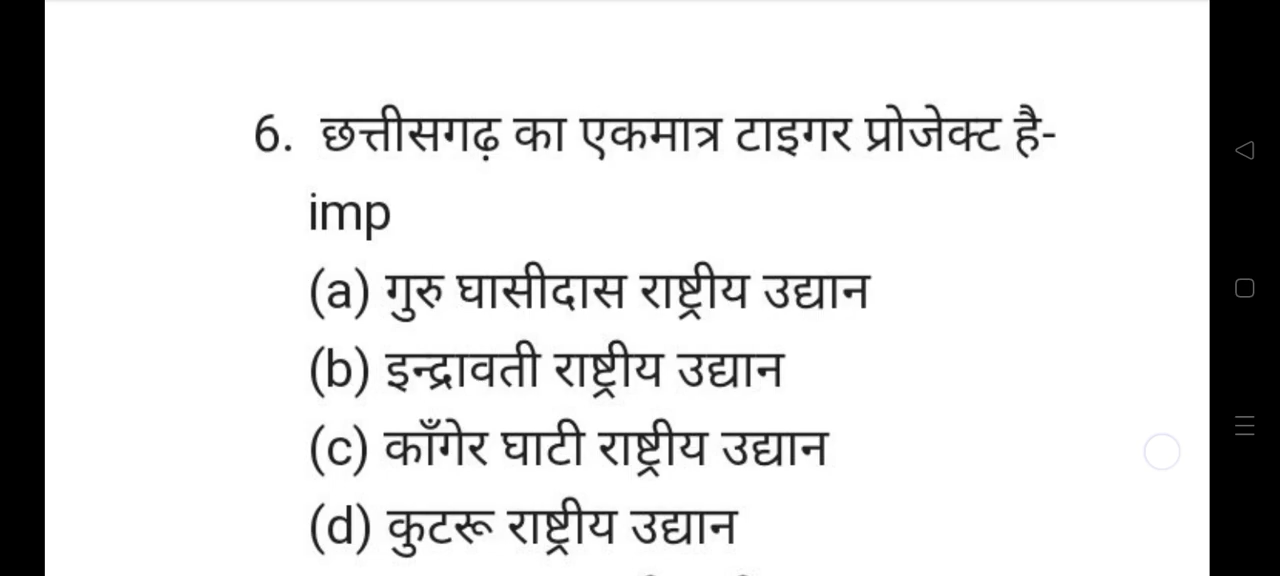 6. छत्तीसगढ़ का एकमात्र टाइगर प्रोजेक्ट है-
imp
(a) गुरु घासीदास राष्ट्रीय उद्यान
(b) इन्द्रावती राष्ट्रीय उद्यान
(c) काँगेर घाटी राष्ट्रीय उद्यान
(d) कुटरू राष्ट्रीय उद्यान